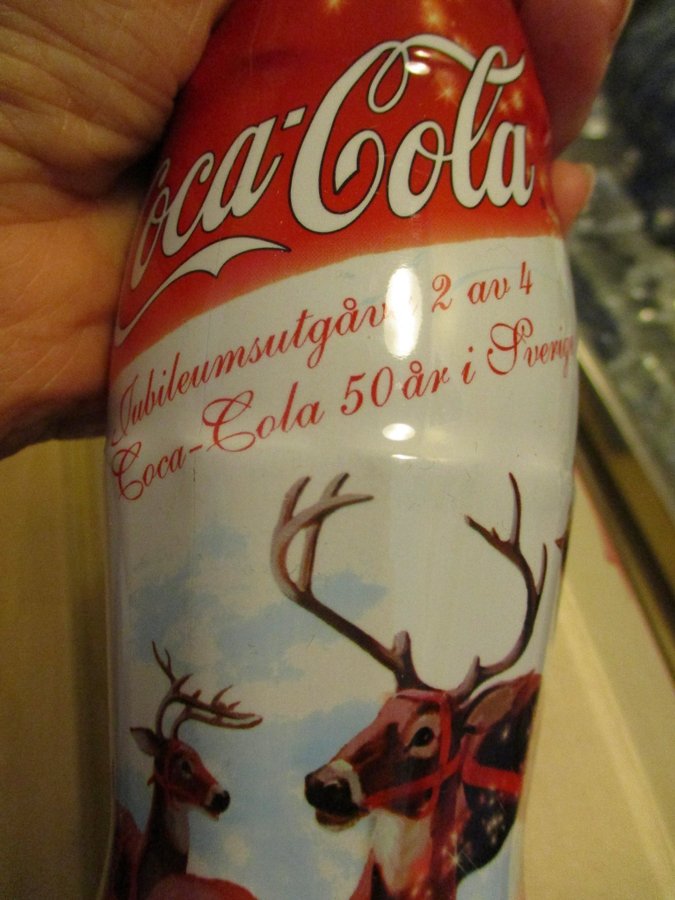 Coca-Cola
Jubileumsutgåva 2 av 4
Coca-Cola 50 år i Sverige